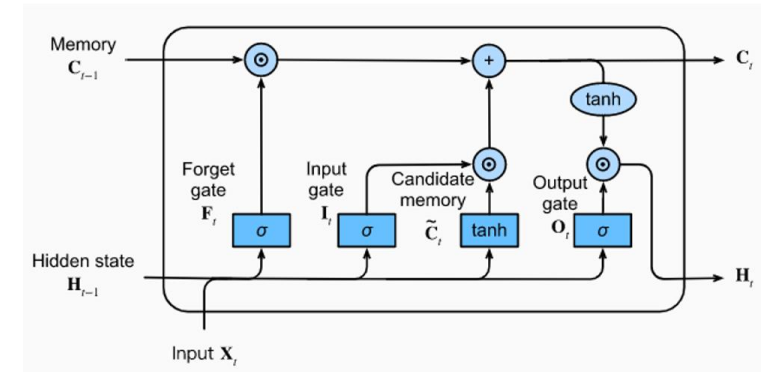 Memory
C_{t−1}
⊙
+
C_t
tanh
Forget
gate
F_t
σ
Input
gate
I_t
σ
⊙
Candidate
memory
C̃_t
tanh
⊙
Output
gate
O_t
σ
Hidden state
H_{t−1}
H_t
Input X_t